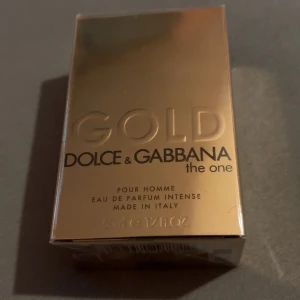 GOLD
DOLCE & GABBANA
the one
POUR HOMME
EAU DE PARFUM INTENSE
MADE IN ITALY